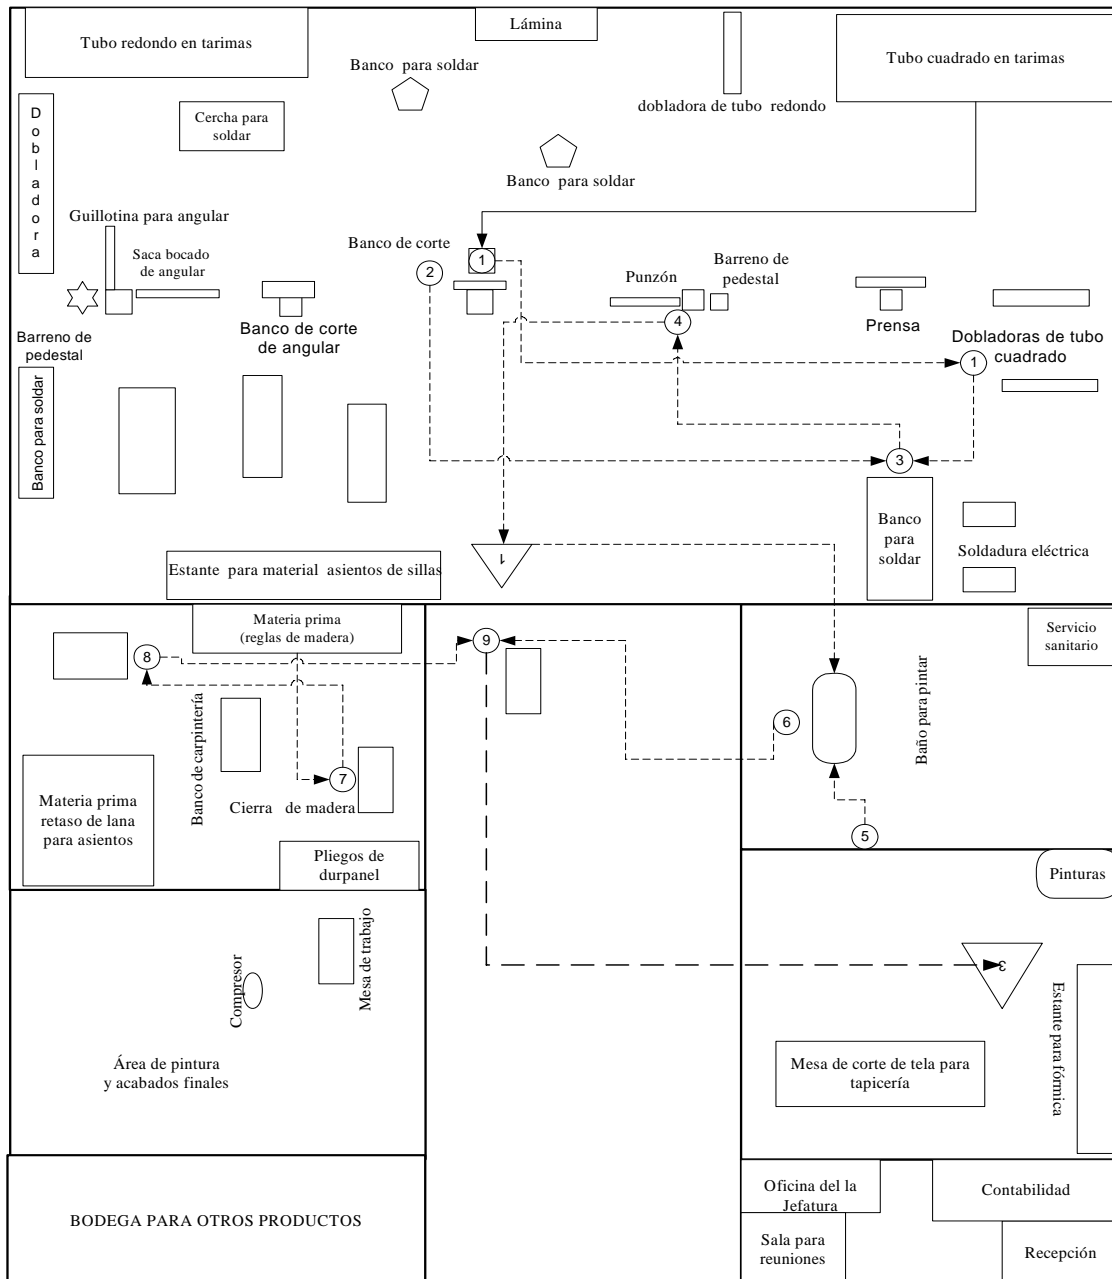 Tubo redondo en tarimas
Lámina
Tubo cuadrado en tarimas
Banco para soldar
dobladora de tubo redondo
Dobladora
Cercha para
soldar
Banco para soldar
Guillotina para angular
Saca bocado
de angular
Banco de corte
2
1
Punzón
Barreno de
pedestal
4
Prensa
Dobladoras de tubo
cuadrado
1
Barreno de
pedestal
Banco de corte
de angular
Banco para soldar
3
Banco
para
soldar
Soldadura eléctrica
1
Estante para material asientos de sillas
Materia prima
(reglas de madera)
8
9
Servicio
sanitario
Banco de carpintería
6
Baño para pintar
7
Cierra de madera
Materia prima
retaso de lana
para asientos
5
Pliegos de
durpanel
Pinturas
Mesa de trabajo
Compresor
3
Estante para fórmica
Área de pintura
y acabados finales
Mesa de corte de tela para
tapicería
BODEGA PARA OTROS PRODUCTOS
Oficina del la
Jefatura
Contabilidad
Sala para
reuniones
Recepción